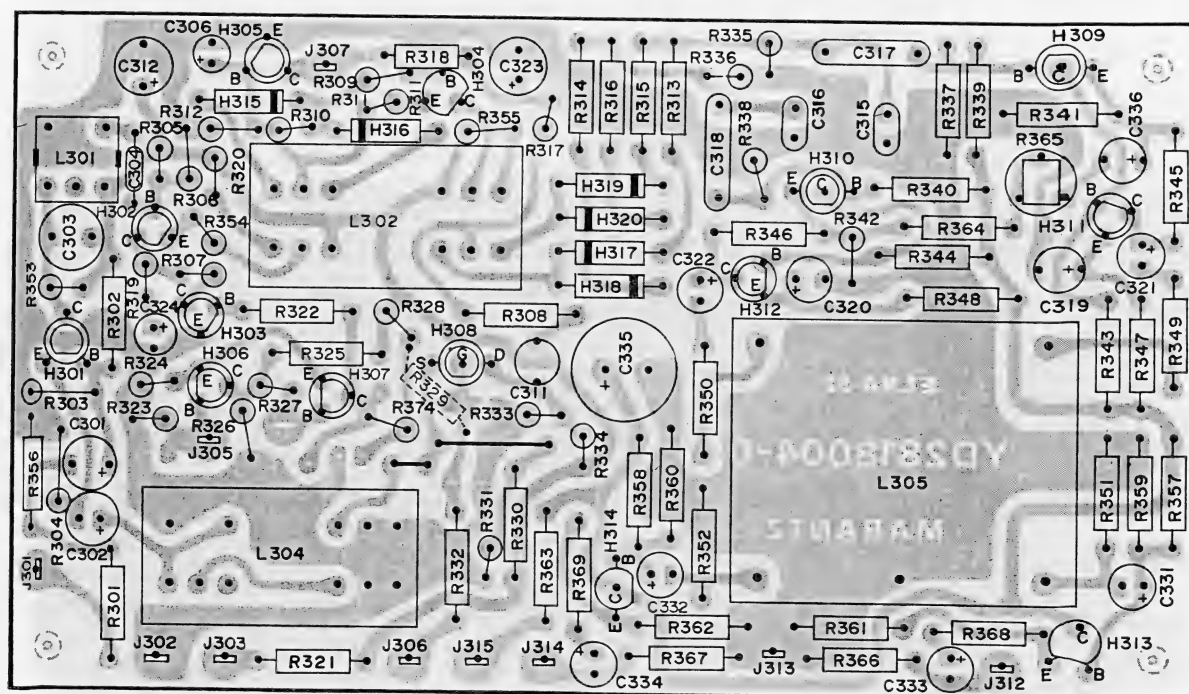 C306 H305 J307 R318 H304 C323 R335 C317 H309
C312 B E C R309 B R336
E C R311 R311 E C R314 R316 R315 R313 R337 R339 B C E
H315 R341 C336
R312 R310 H316 R355 R317 C318 R338 C316 C315 R365
L301 R305 C304 R320 R345
H302 R306 H319 H310 E C B R340 B C
B R354 L302 H320 R342 R364 H311 E
C303 C E R307 H317 R346 R344
R353 R319 C324 H318 C322 B C E H312 C320 R348 C319 C321
R302 C B E R322 R328 R308
C H303 H308 S G D C335 R343 R347 R349
E B R324 H306 R325 H307 C311 R350
H301 E C B R327 E C B R329
R303 R323 R374 R333
C301 R326 R334
R356 J305 R358 R360 YD2818004-0
R304 L305 R351 R359 R357
C302 R331 R330 H314 MARANTZ
L304 R332 R363 R369 B R352
J301 C C331
R301 E C332
R362 R361 R368 C H313
J302 J303 R321 J306 J315 J314 R367 J313 R366 E B
C334 C333 J312